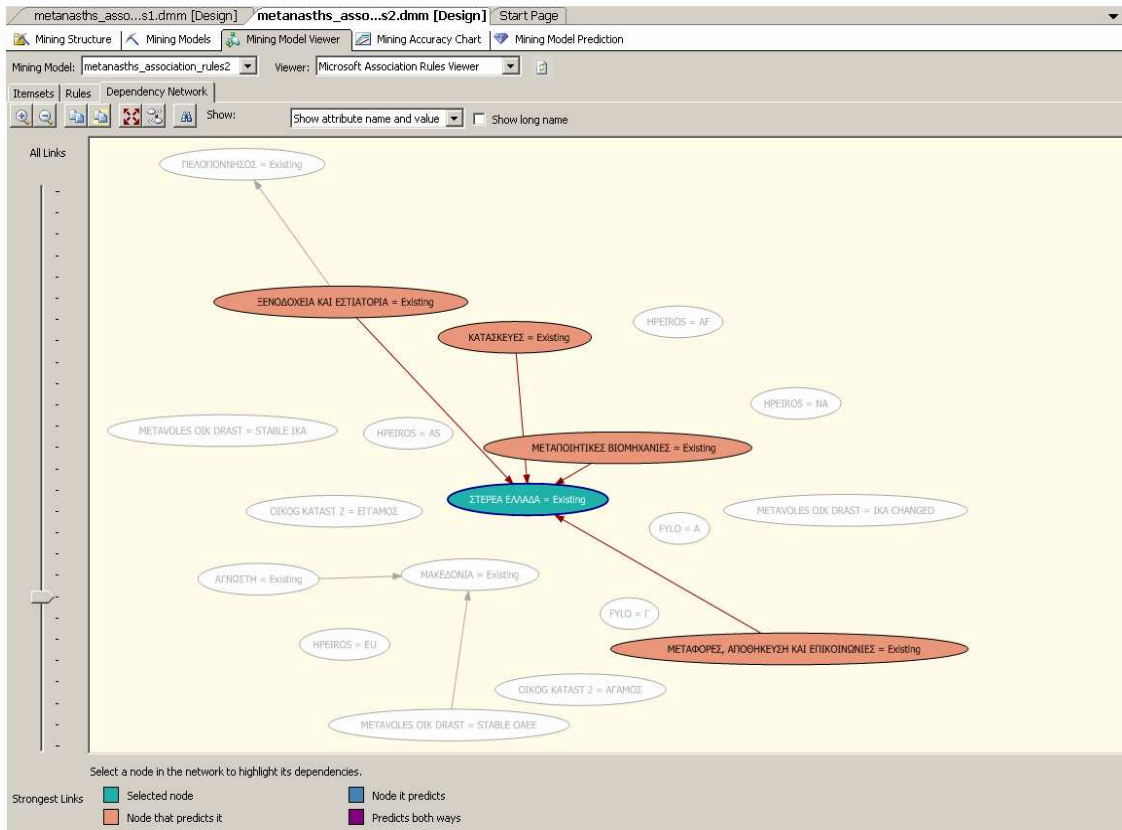 metanasths_asso...s1.dmm [Design] metanasths_asso...s2.dmm [Design] Start Page
Mining Structure Mining Models Mining Model Viewer Mining Accuracy Chart Mining Model Prediction
Mining Model: metanasths_association_rules2 Viewer: Microsoft Association Rules Viewer
Itemsets Rules Dependency Network
Show: Show attribute name and value Show long name
All Links
ΠΕΛΟΠΟΝΝΗΣΟΣ = Existing
ΞΕΝΟΔΟΧΕΙΑ ΚΑΙ ΕΣΤΙΑΤΟΡΙΑ = Existing
HPEIROS = AF
ΚΑΤΑΣΚΕΥΕΣ = Existing
HPEIROS = NA
METAVOLES OIK DRAST = STABLE IKA
HPEIROS = AS
ΜΕΤΑΠΟΙΗΤΙΚΕΣ ΒΙΟΜΗΧΑΝΙΕΣ = Existing
ΣΤΕΡΕΑ ΕΛΛΑΔΑ = Existing
OIKOG KATAST 2 = ΕΓΓΑΜΟΣ
METAVOLES OIK DRAST = IKA CHANGED
FYLO = Α
ΑΓΝΩΣΤΗ = Existing
ΜΑΚΕΔΟΝΙΑ = Existing
FYLO = Γ
HPEIROS = EU
ΜΕΤΑΦΟΡΕΣ, ΑΠΟΘΗΚΕΥΣΗ ΚΑΙ ΕΠΙΚΟΙΝΩΝΙΕΣ = Existing
OIKOG KATAST 2 = ΑΓΑΜΟΣ
METAVOLES OIK DRAST = STABLE OAEE
Select a node in the network to highlight its dependencies.
Strongest Links
Selected node Node it predicts
Node that predicts it Predicts both ways